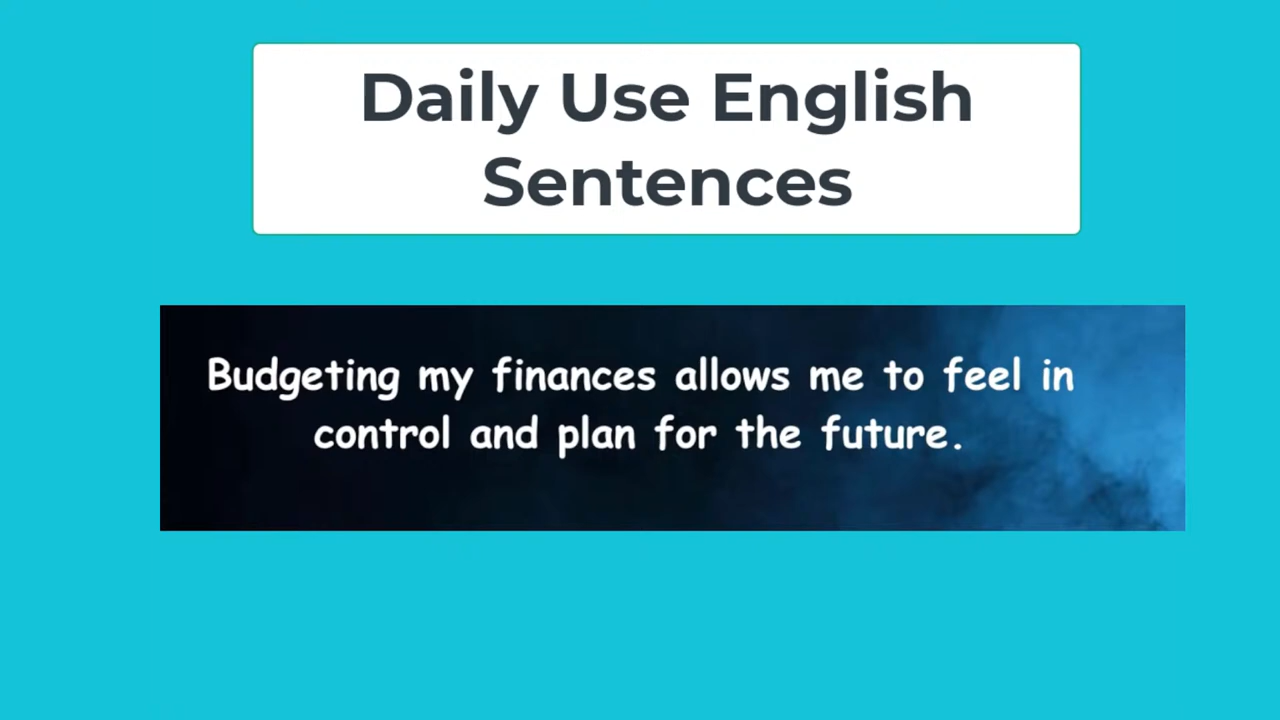 Daily Use English
Sentences
Budgeting my finances allows me to feel in
control and plan for the future.